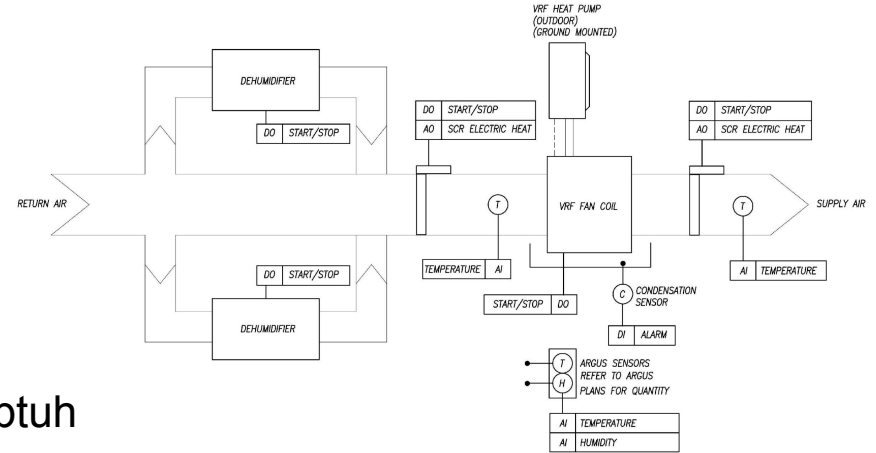 VRF HEAT PUMP
(OUTDOOR)
(GROUND MOUNTED)
DEHUMIDIFIER
DO START/STOP
DO START/STOP
AO SCR ELECTRIC HEAT
DO START/STOP
AO SCR ELECTRIC HEAT
RETURN AIR
T
VRF FAN COIL
T
SUPPLY AIR
TEMPERATURE AI
AI TEMPERATURE
DO START/STOP
START/STOP DO
C CONDENSATION
SENSOR
DEHUMIDIFIER
DI ALARM
T ARGUS SENSORS
REFER TO ARGUS
H PLANS FOR QUANTITY
AI TEMPERATURE
AI HUMIDITY